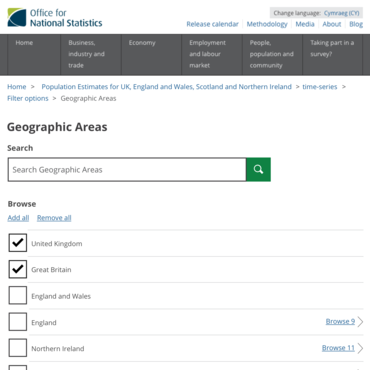 Office for
National Statistics
Change language: Cymraeg (CY)
Release calendar | Methodology | Media | About | Blog
Home
Business, industry and trade
Economy
Employment and labour market
People, population and community
Taking part in a survey?
Home > Population Estimates for UK, England and Wales, Scotland and Northern Ireland > time-series >
Filter options > Geographic Areas
Geographic Areas
Search
Search Geographic Areas
Browse
Add all Remove all
United Kingdom
Great Britain
England and Wales
England Browse 9
Northern Ireland Browse 11